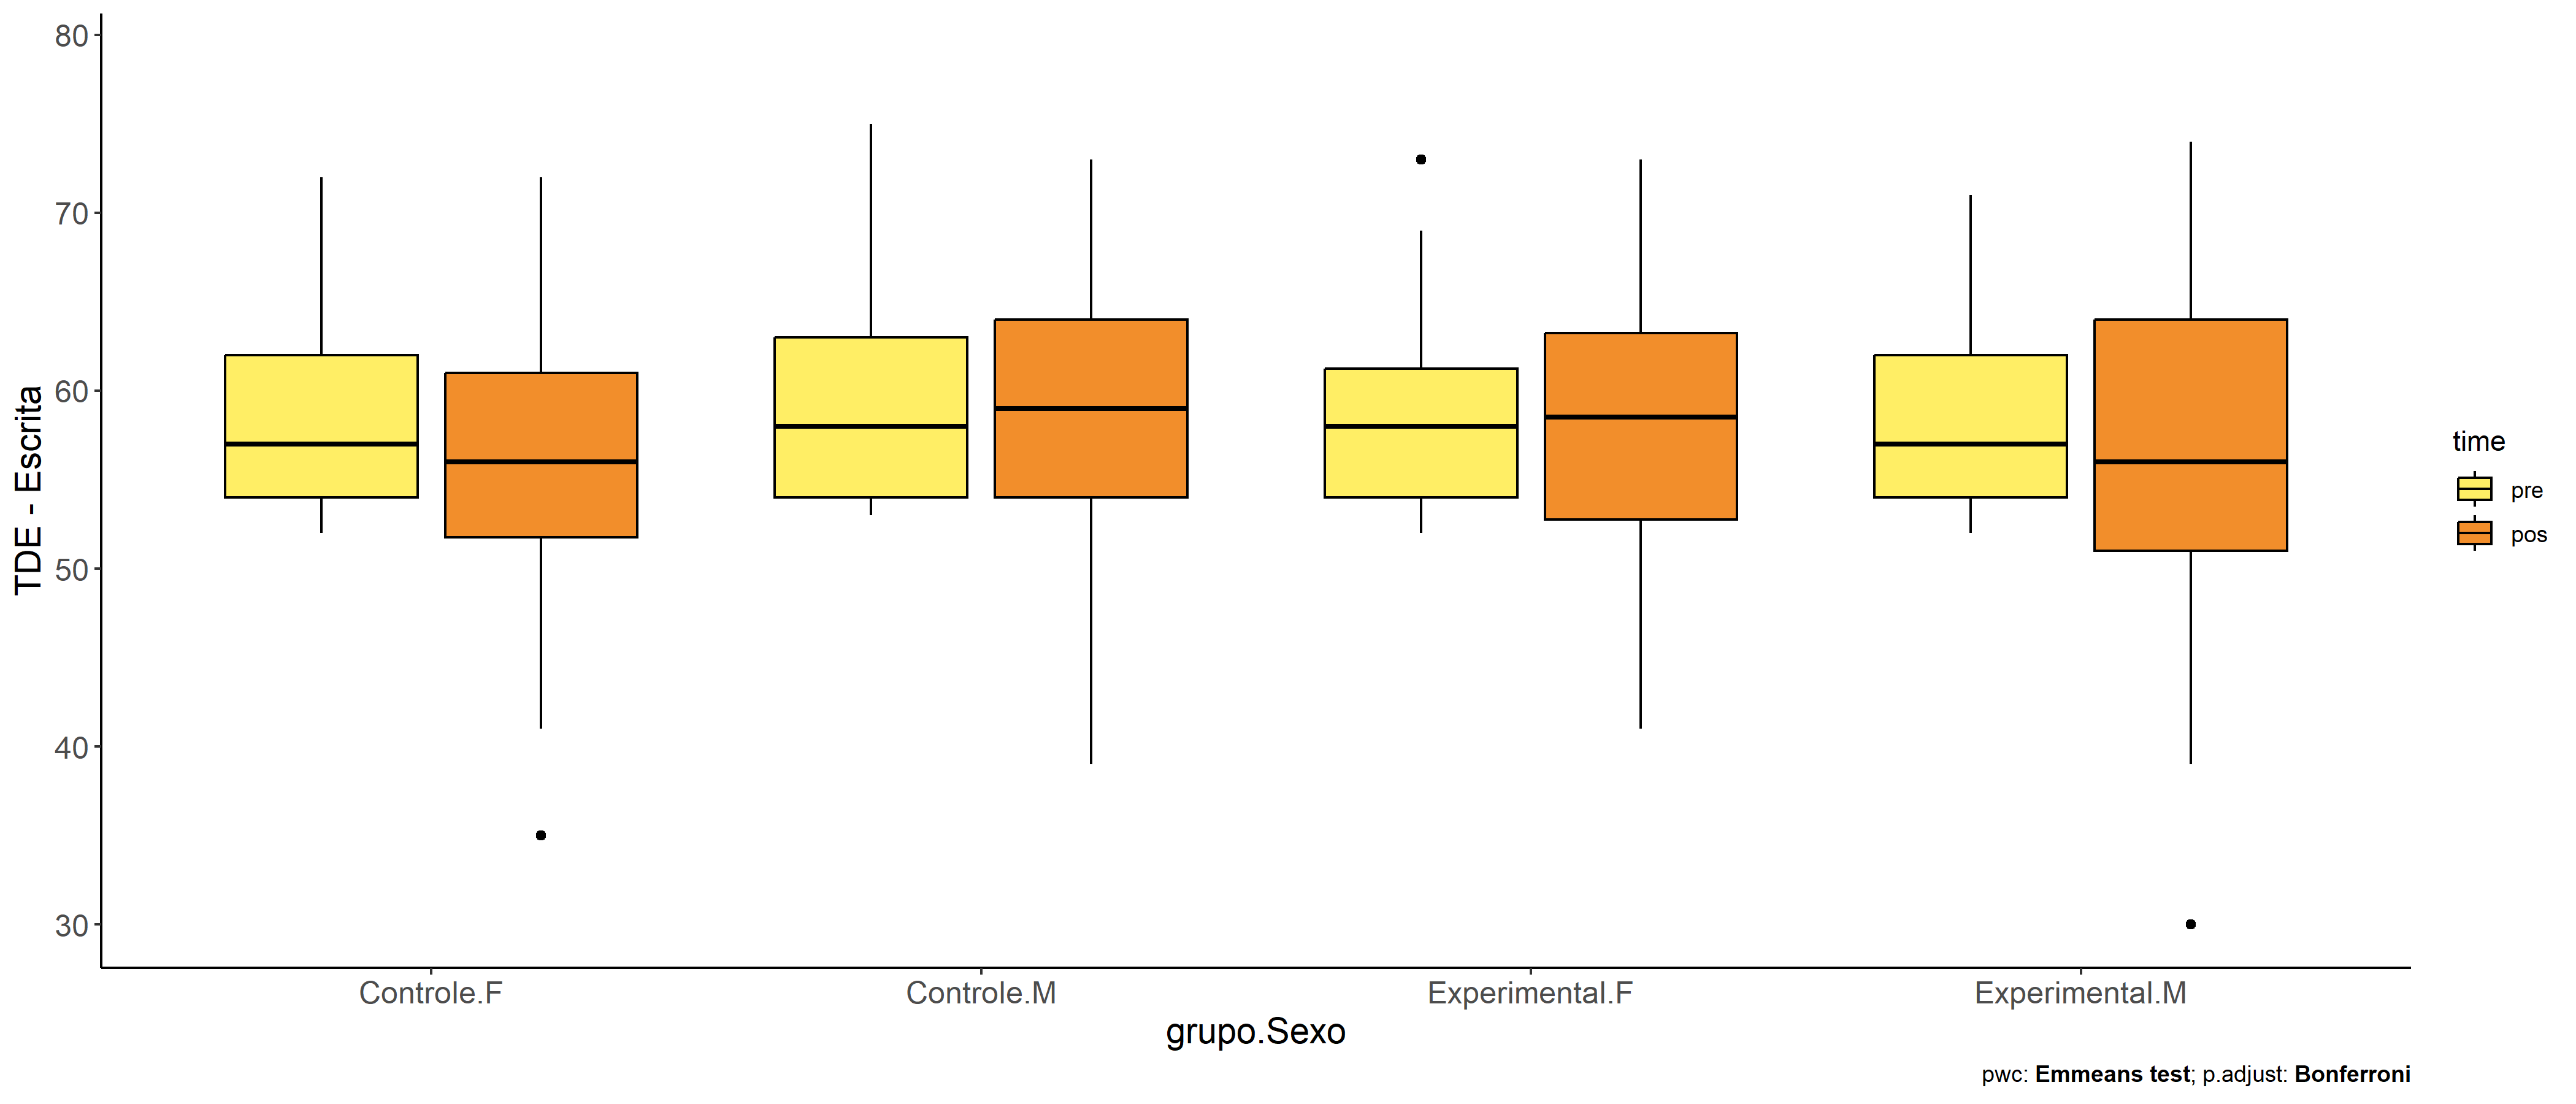 TDE - Escrita
80
70
60
50
40
30
Controle.F
Controle.M
Experimental.F
Experimental.M
grupo.Sexo
time
pre
pos
pwc: Emmeans test; p.adjust: Bonferroni